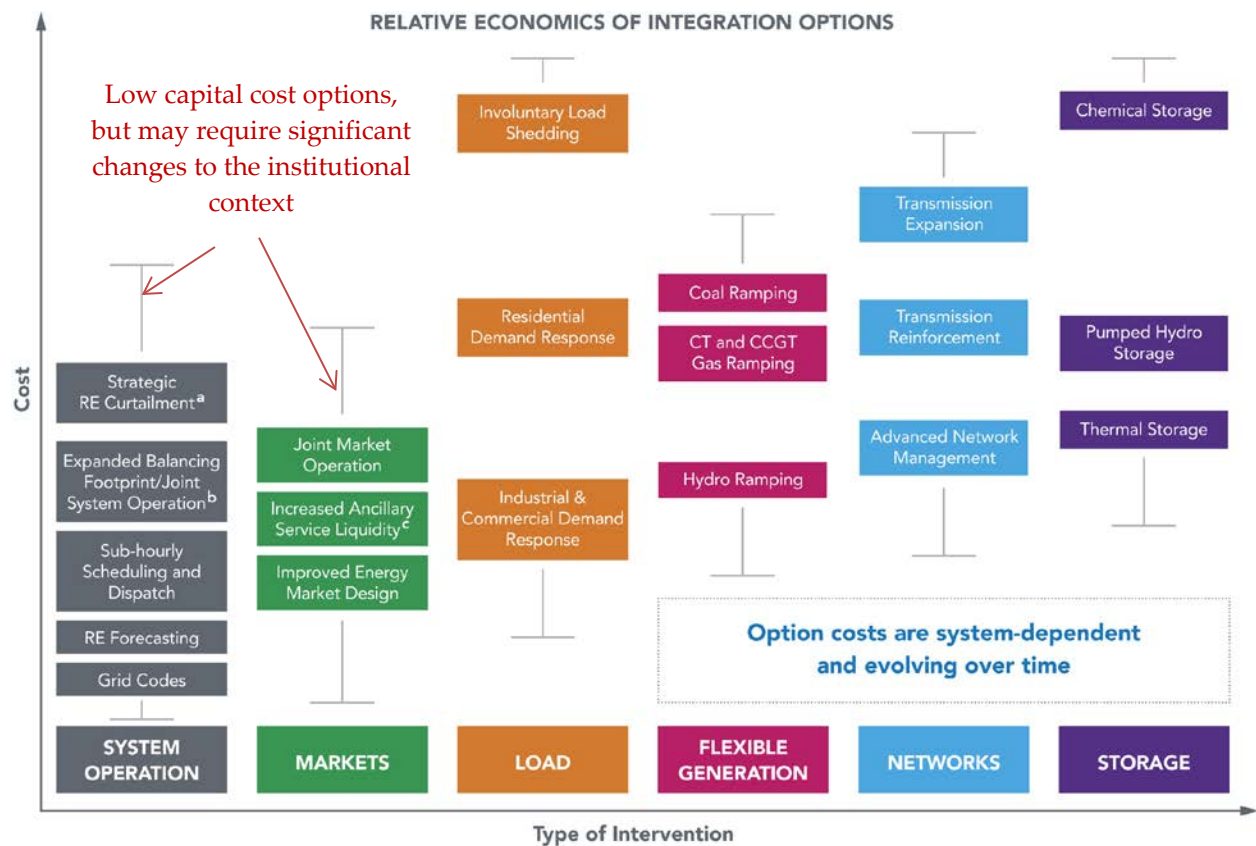 RELATIVE ECONOMICS OF INTEGRATION OPTIONS
Low capital cost options,
but may require significant
changes to the institutional
context
Cost
Strategic
RE Curtailmentᵃ
Expanded Balancing
Footprint/Joint
System Operationᵇ
Sub-hourly
Scheduling and
Dispatch
RE Forecasting
Grid Codes
SYSTEM
OPERATION
Joint Market
Operation
Increased Ancillary
Service Liquidityᶜ
Improved Energy
Market Design
MARKETS
Involuntary Load
Shedding
Residential
Demand Response
Industrial &
Commercial Demand
Response
LOAD
Coal Ramping
CT and CCGT
Gas Ramping
Hydro Ramping
FLEXIBLE
GENERATION
Transmission
Expansion
Transmission
Reinforcement
Advanced Network
Management
NETWORKS
Chemical Storage
Pumped Hydro
Storage
Thermal Storage
STORAGE
Option costs are system-dependent
and evolving over time
Type of Intervention